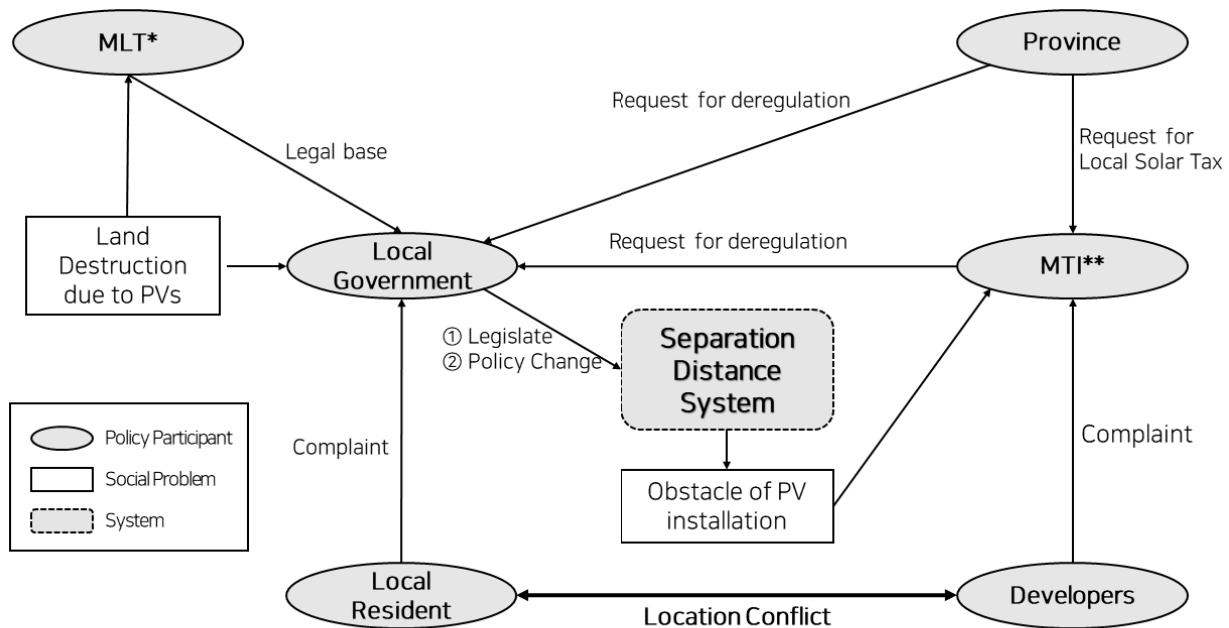 MLT*
Province
Request for deregulation
Request for
Local Solar Tax
Legal base
Land
Destruction
due to PVs
Local
Government
Request for deregulation
MTI**
① Legislate
② Policy Change
Separation
Distance
System
Policy Participant
Social Problem
System
Complaint
Complaint
Obstacle of PV
installation
Local
Resident
Location Conflict
Developers